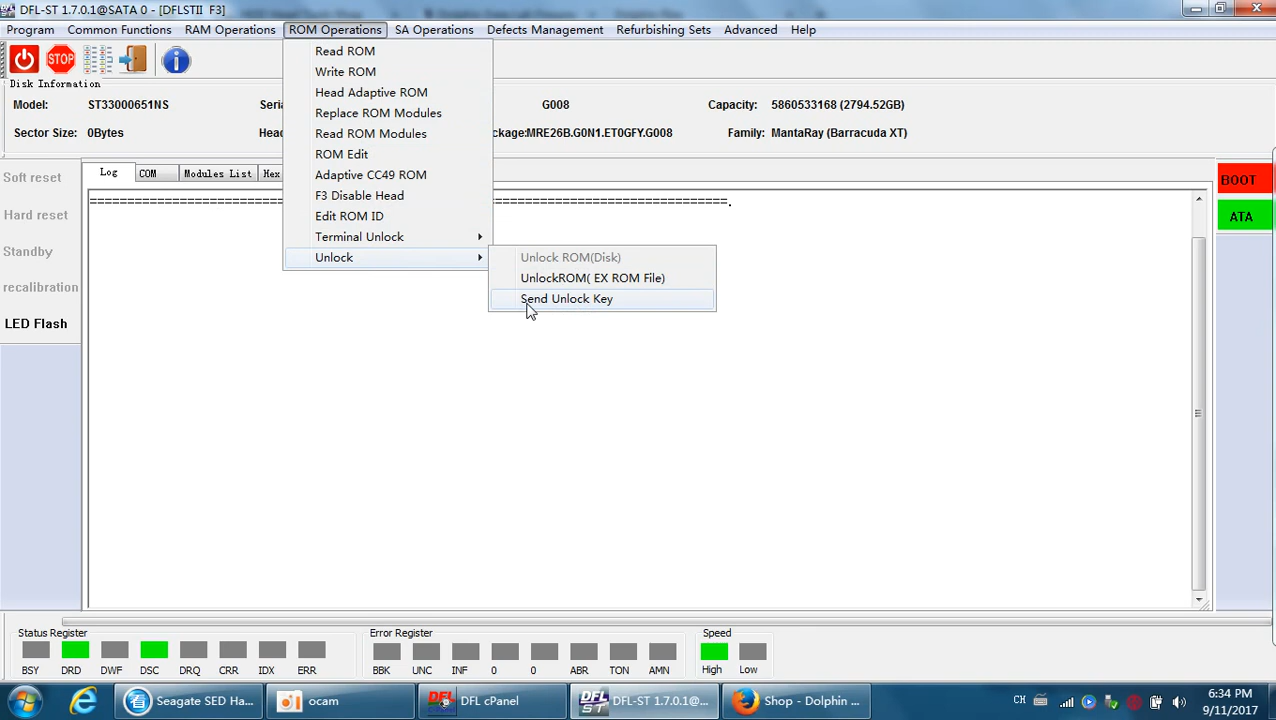 DFL-ST 1.7.0.1@SATA 0 - [DFLSTII F3]
Program Common Functions RAM Operations ROM Operations SA Operations Defects Management Refurbishing Sets Advanced Help
STOP
Disk Information
Model: ST33000651NS Seria G008 Capacity: 5860533168 (2794.52GB)
Sector Size: 0Bytes Head ckage:MRE26B.G0N1.ET0GFY.G008 Family: MantaRay (Barracuda XT)
Soft reset
Hard reset
Standby
recalibration
LED Flash
Log COM Modules List Hex
Read ROM
Write ROM
Head Adaptive ROM
Replace ROM Modules
Read ROM Modules
ROM Edit
Adaptive CC49 ROM
F3 Disable Head
Edit ROM ID
Terminal Unlock
Unlock
Unlock ROM(Disk)
UnlockROM( EX ROM File)
Send Unlock Key
BOOT
ATA
Status Register Error Register Speed
BSY DRD DWF DSC DRQ CRR IDX ERR BBK UNC INF 0 0 ABR TON AMN High Low
Seagate SED Ha... ocam DFL cPanel DFL-ST 1.7.0.1@... Shop - Dolphin ... CH 6:34 PM
9/11/2017